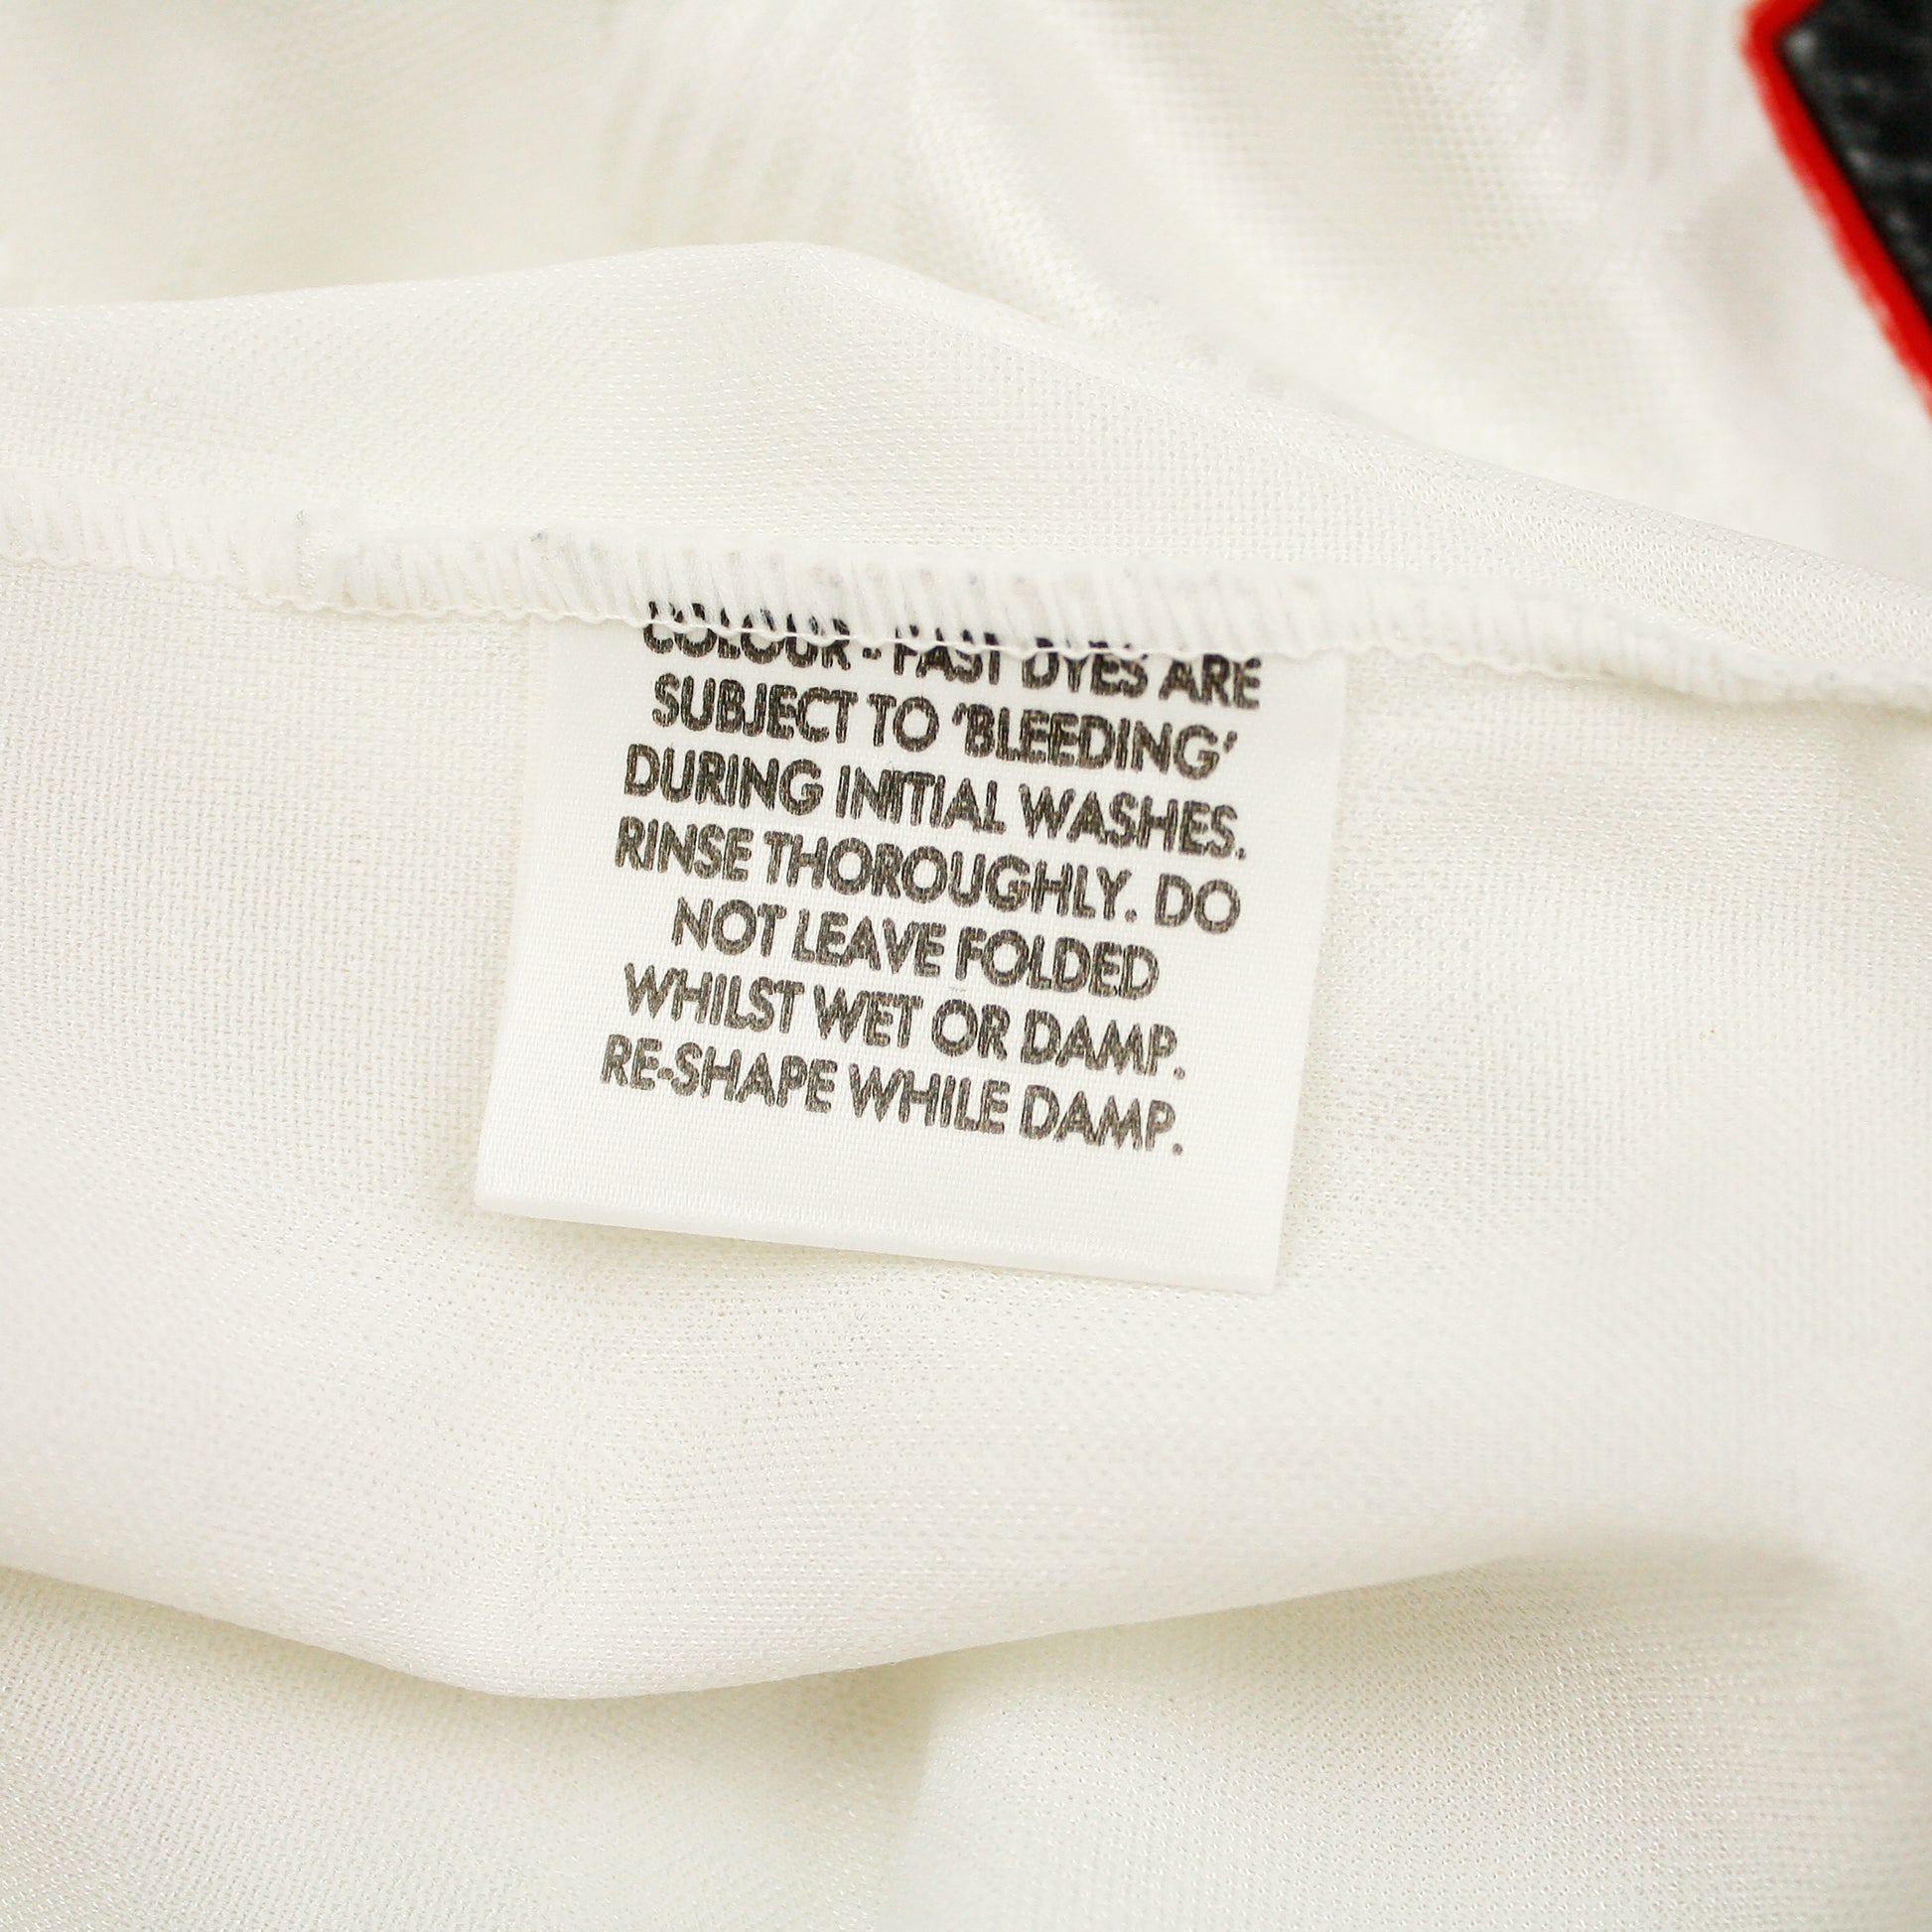 COLOUR - FAST DYES ARE
SUBJECT TO 'BLEEDING'
DURING INITIAL WASHES.
RINSE THOROUGHLY. DO
NOT LEAVE FOLDED
WHILST WET OR DAMP.
RE-SHAPE WHILE DAMP.